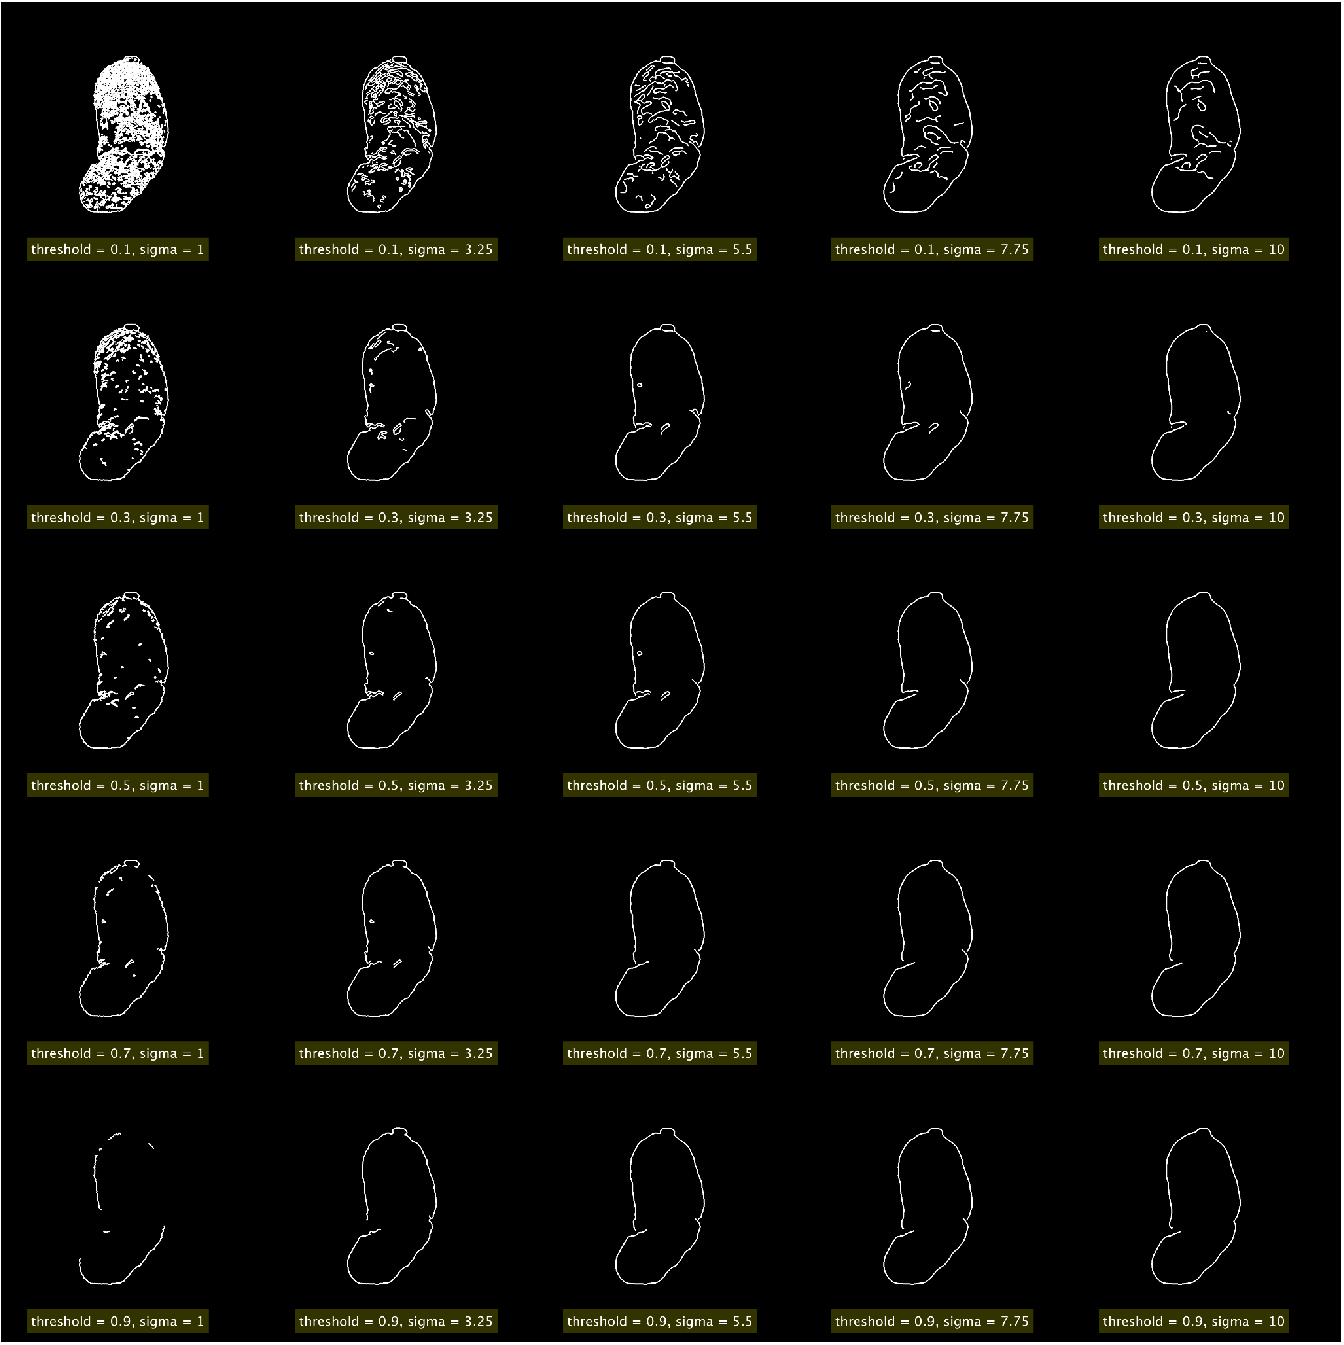 threshold = 0.1, sigma = 1
threshold = 0.1, sigma = 3.25
threshold = 0.1, sigma = 5.5
threshold = 0.1, sigma = 7.75
threshold = 0.1, sigma = 10
threshold = 0.3, sigma = 1
threshold = 0.3, sigma = 3.25
threshold = 0.3, sigma = 5.5
threshold = 0.3, sigma = 7.75
threshold = 0.3, sigma = 10
threshold = 0.5, sigma = 1
threshold = 0.5, sigma = 3.25
threshold = 0.5, sigma = 5.5
threshold = 0.5, sigma = 7.75
threshold = 0.5, sigma = 10
threshold = 0.7, sigma = 1
threshold = 0.7, sigma = 3.25
threshold = 0.7, sigma = 5.5
threshold = 0.7, sigma = 7.75
threshold = 0.7, sigma = 10
threshold = 0.9, sigma = 1
threshold = 0.9, sigma = 3.25
threshold = 0.9, sigma = 5.5
threshold = 0.9, sigma = 7.75
threshold = 0.9, sigma = 10